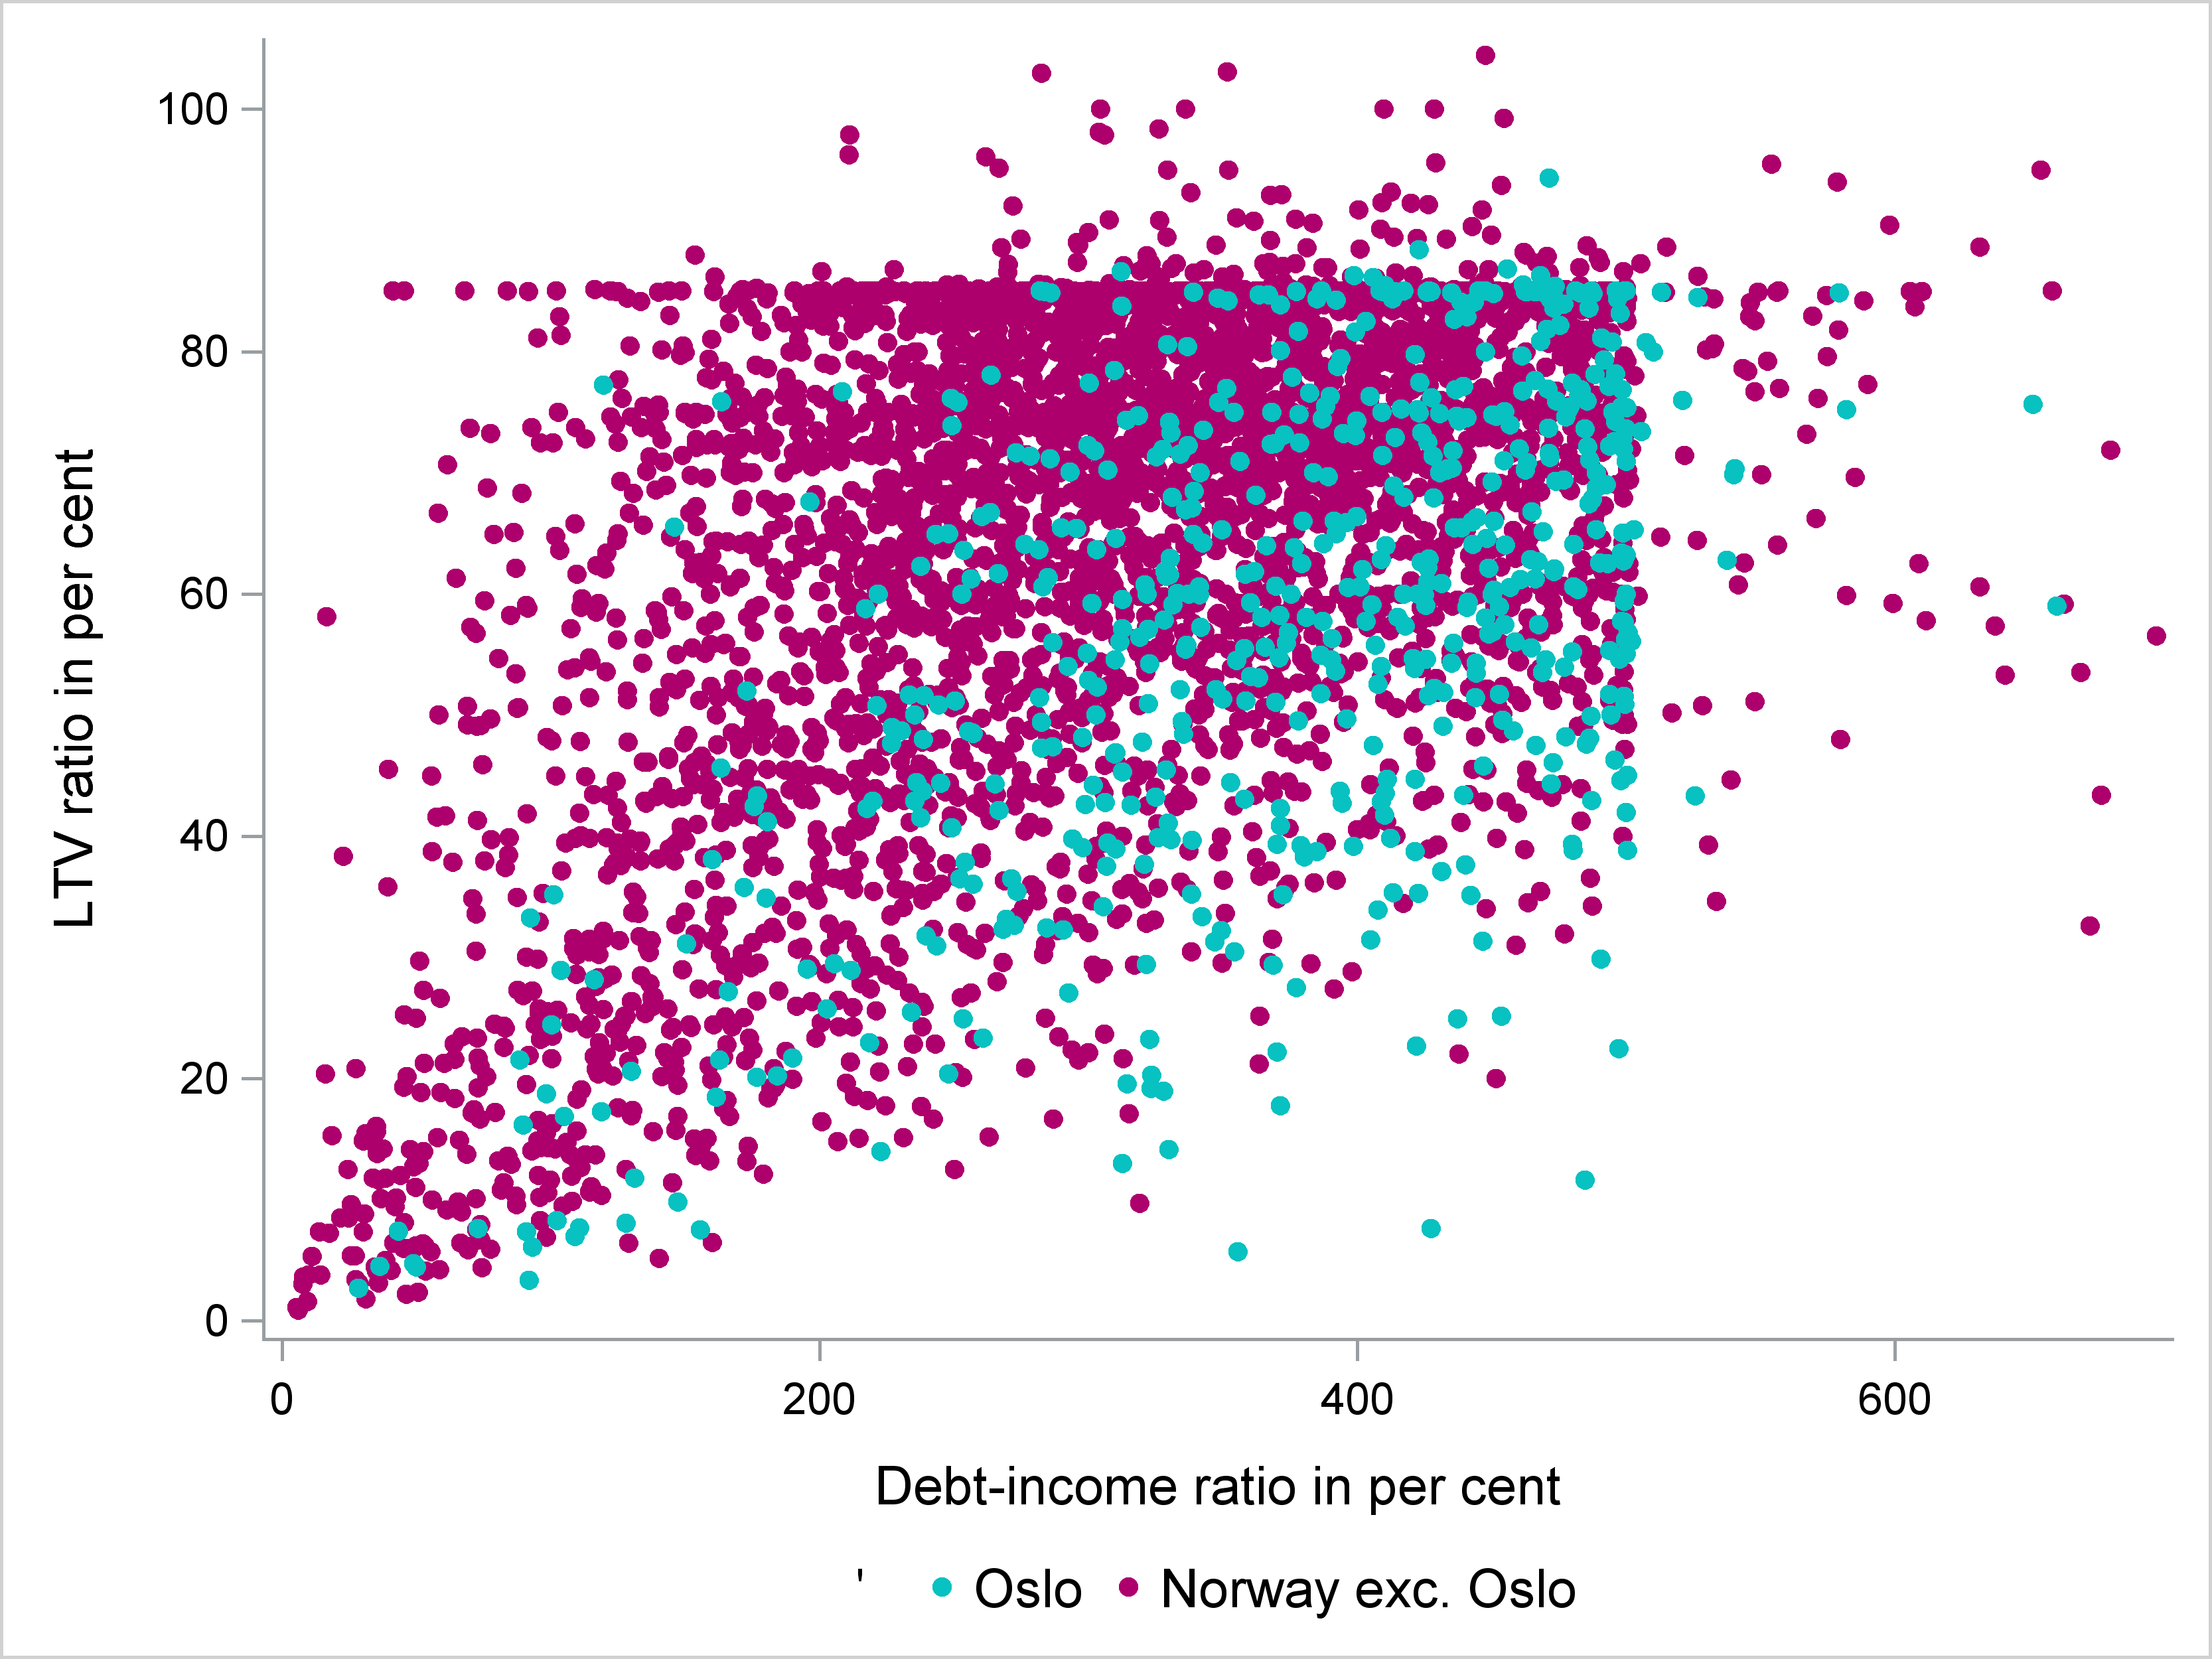 LTV ratio in per cent
100
80
60
40
20
0
0 200 400 600
Debt-income ratio in per cent
' Oslo Norway exc. Oslo